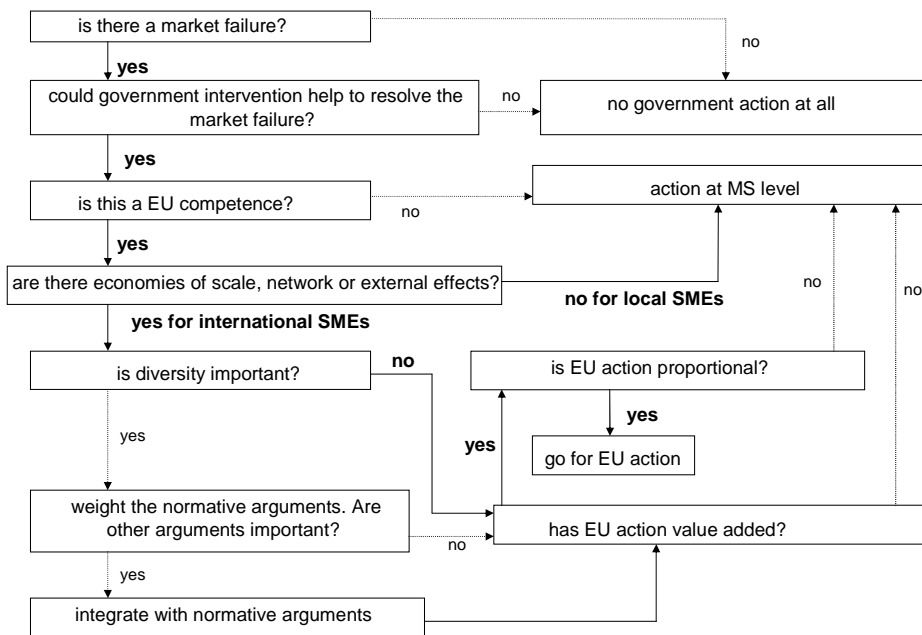 is there a market failure?
no
yes
could government intervention help to resolve the
market failure?
no
no government action at all
yes
is this a EU competence?
no
action at MS level
yes
are there economies of scale, network or external effects?
no for local SMEs
no
no
yes for international SMEs
is diversity important?
no
is EU action proportional?
yes
yes
yes
go for EU action
weight the normative arguments. Are
other arguments important?
no
has EU action value added?
yes
integrate with normative arguments